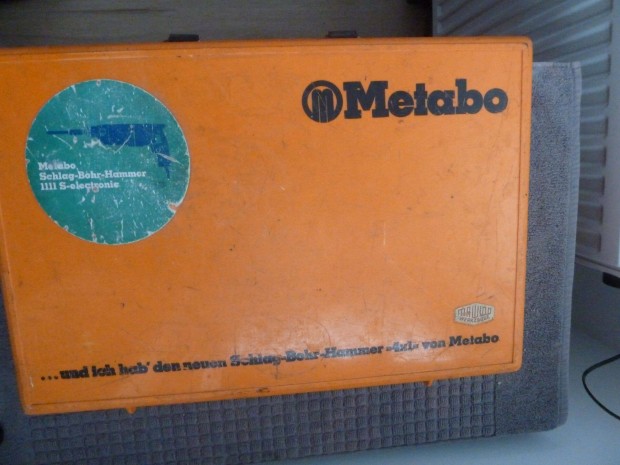 Metabo
Metabo
Schlag-Bohr-Hammer
1111 S-electronic
...und ich hab' den neuen Schlag-Bohr-Hammer »4x1« von Metabo